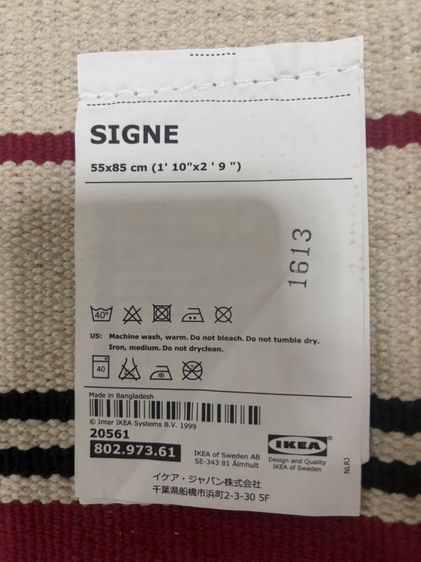 SIGNE
55x85 cm (1' 10"x2 ' 9 ")
1613
40°
US: Machine wash, warm. Do not bleach. Do not tumble dry.
Iron, medium. Do not dryclean.
40
Made in Bangladesh
© Inter IKEA Systems B.V. 1999
20561
802.973.61
IKEA of Sweden AB
SE-343 81 Älmhult
IKEA
Design and Quality
IKEA of Sweden
NLRJ
イケア・ジャパン株式会社
千葉県船橋市浜町2-3-30 5F